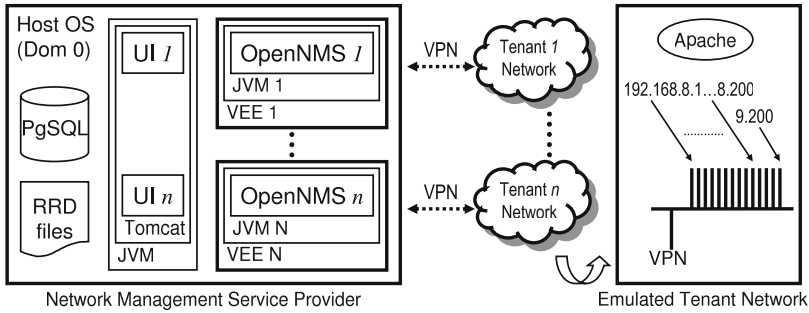 Host OS
(Dom 0)
PgSQL
RRD
files
UI 1
UI n
Tomcat
JVM
OpenNMS 1
JVM 1
VEE 1
OpenNMS n
JVM N
VEE N
Network Management Service Provider
VPN
Tenant 1
Network
VPN
Tenant n
Network
Apache
192.168.8.1...8.200
9.200
VPN
Emulated Tenant Network